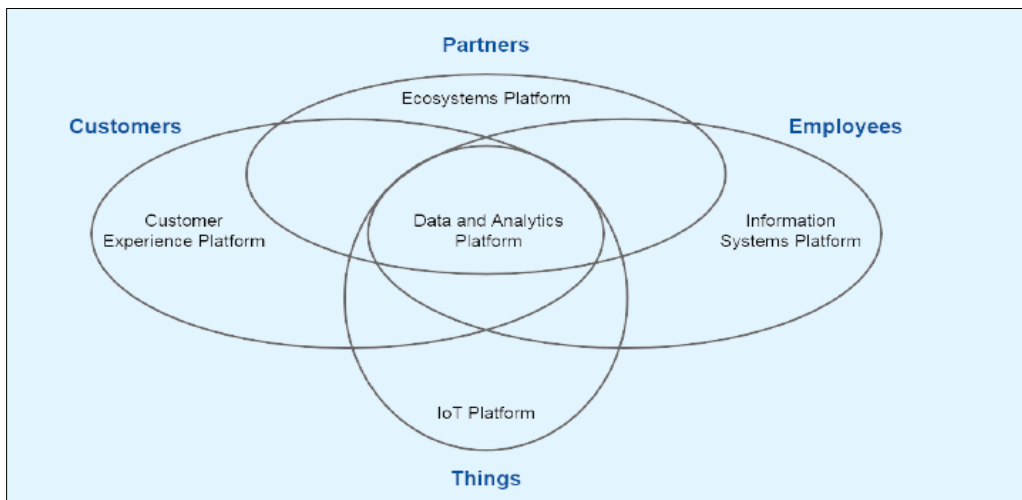 Partners
Ecosystems Platform
Customers
Employees
Customer
Experience Platform
Data and Analytics
Platform
Information
Systems Platform
IoT Platform
Things